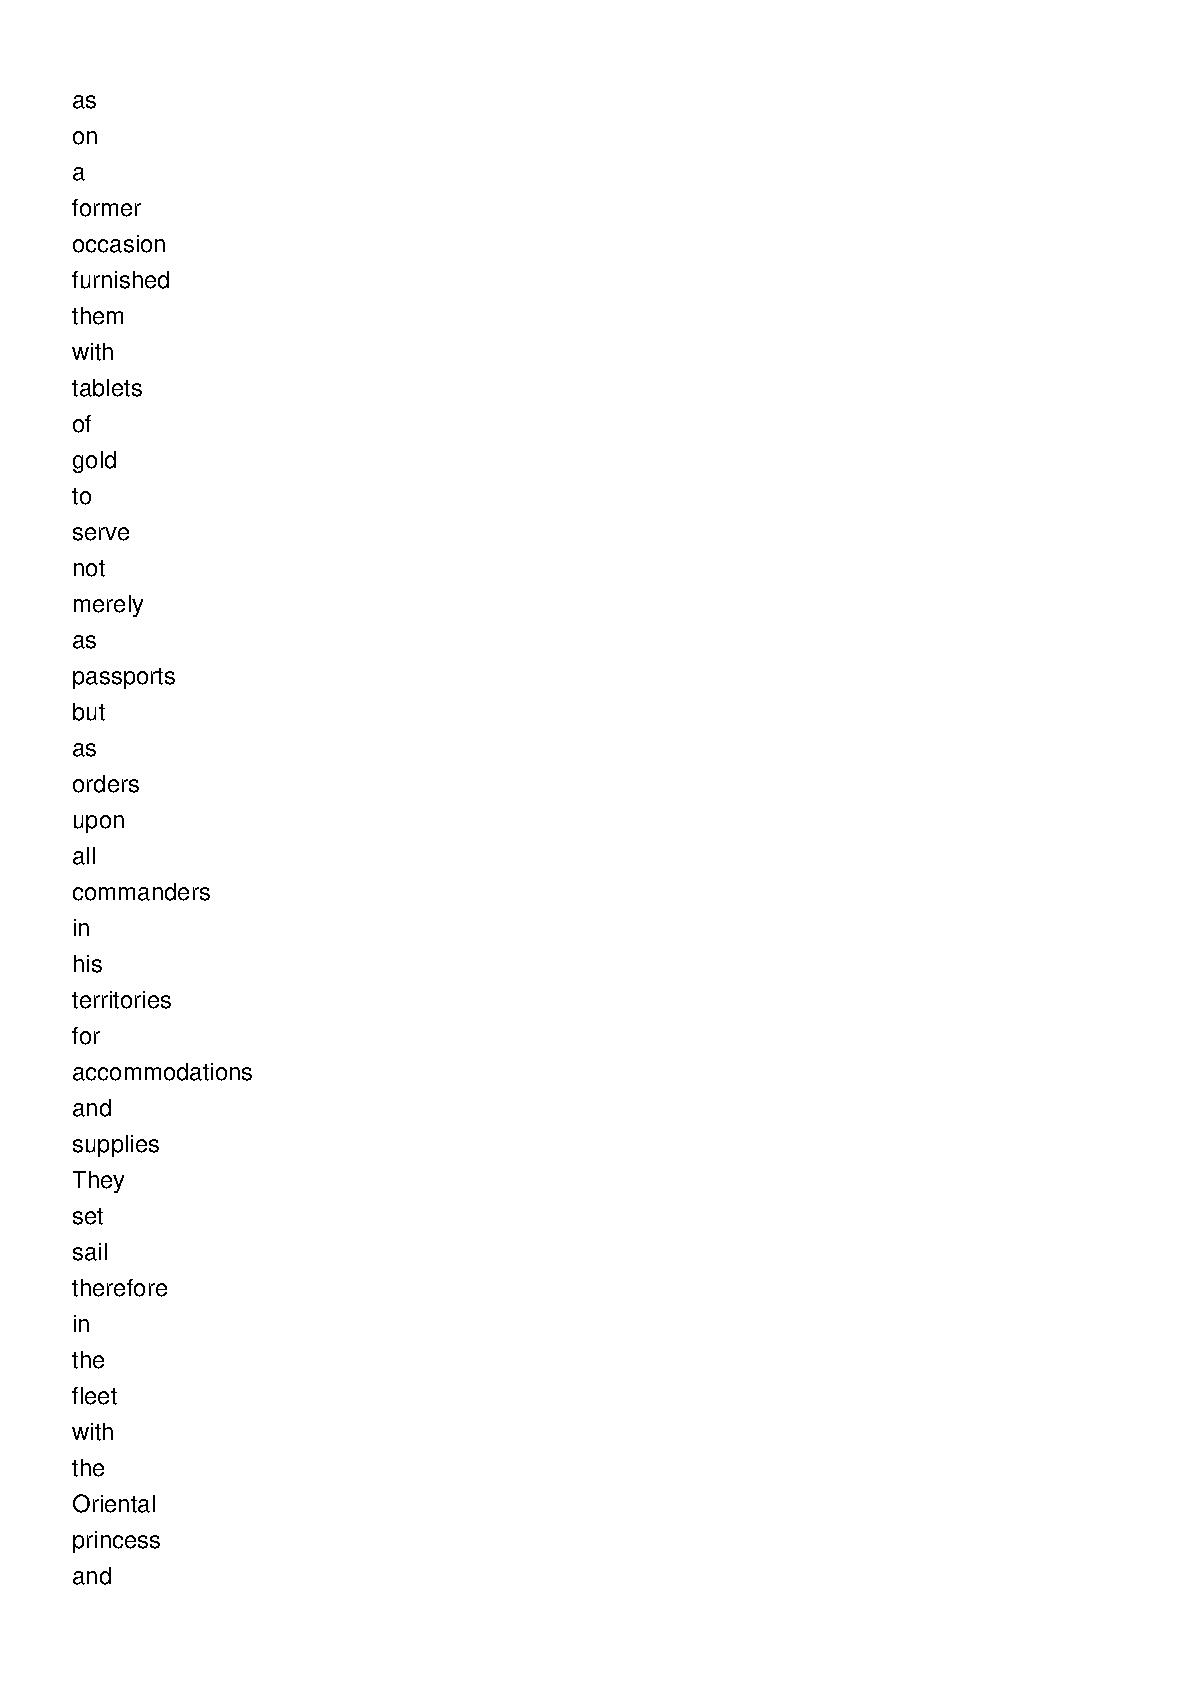 as
on
a
former
occasion
furnished
them
with
tablets
of
gold
to
serve
not
merely
as
passports
but
as
orders
upon
all
commanders
in
his
territories
for
accommodations
and
supplies
They
set
sail
therefore
in
the
fleet
with
the
Oriental
princess
and